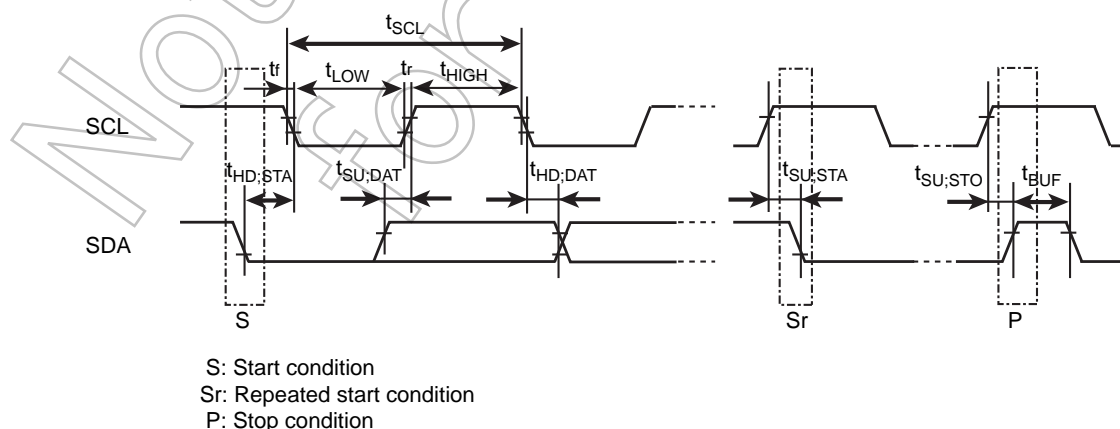 tSCL
tf tLOW tr tHIGH
SCL
tHD;STA tSU;DAT tHD;DAT tSU;STA tSU;STO tBUF
SDA
S Sr P
S: Start condition
Sr: Repeated start condition
P: Stop condition